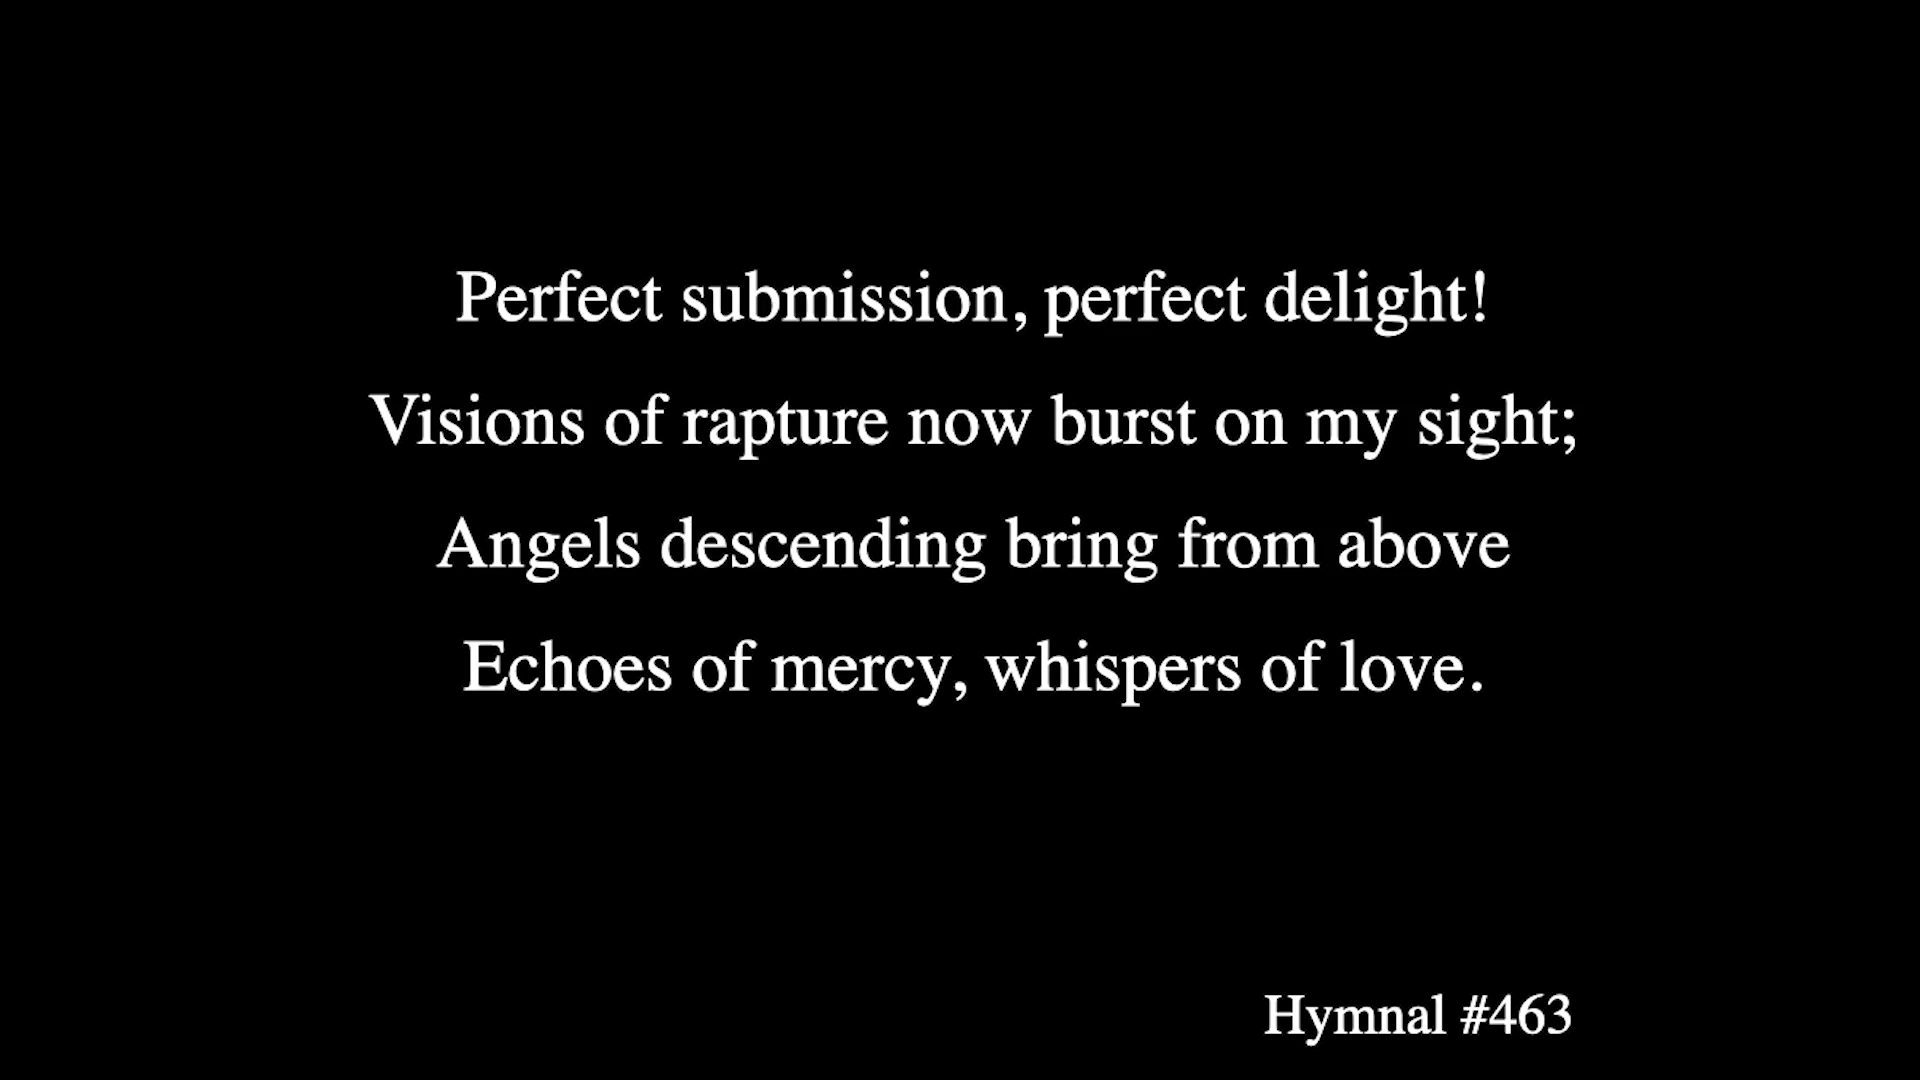 Perfect submission, perfect delight!
Visions of rapture now burst on my sight;
Angels descending bring from above
Echoes of mercy, whispers of love.
Hymnal #463